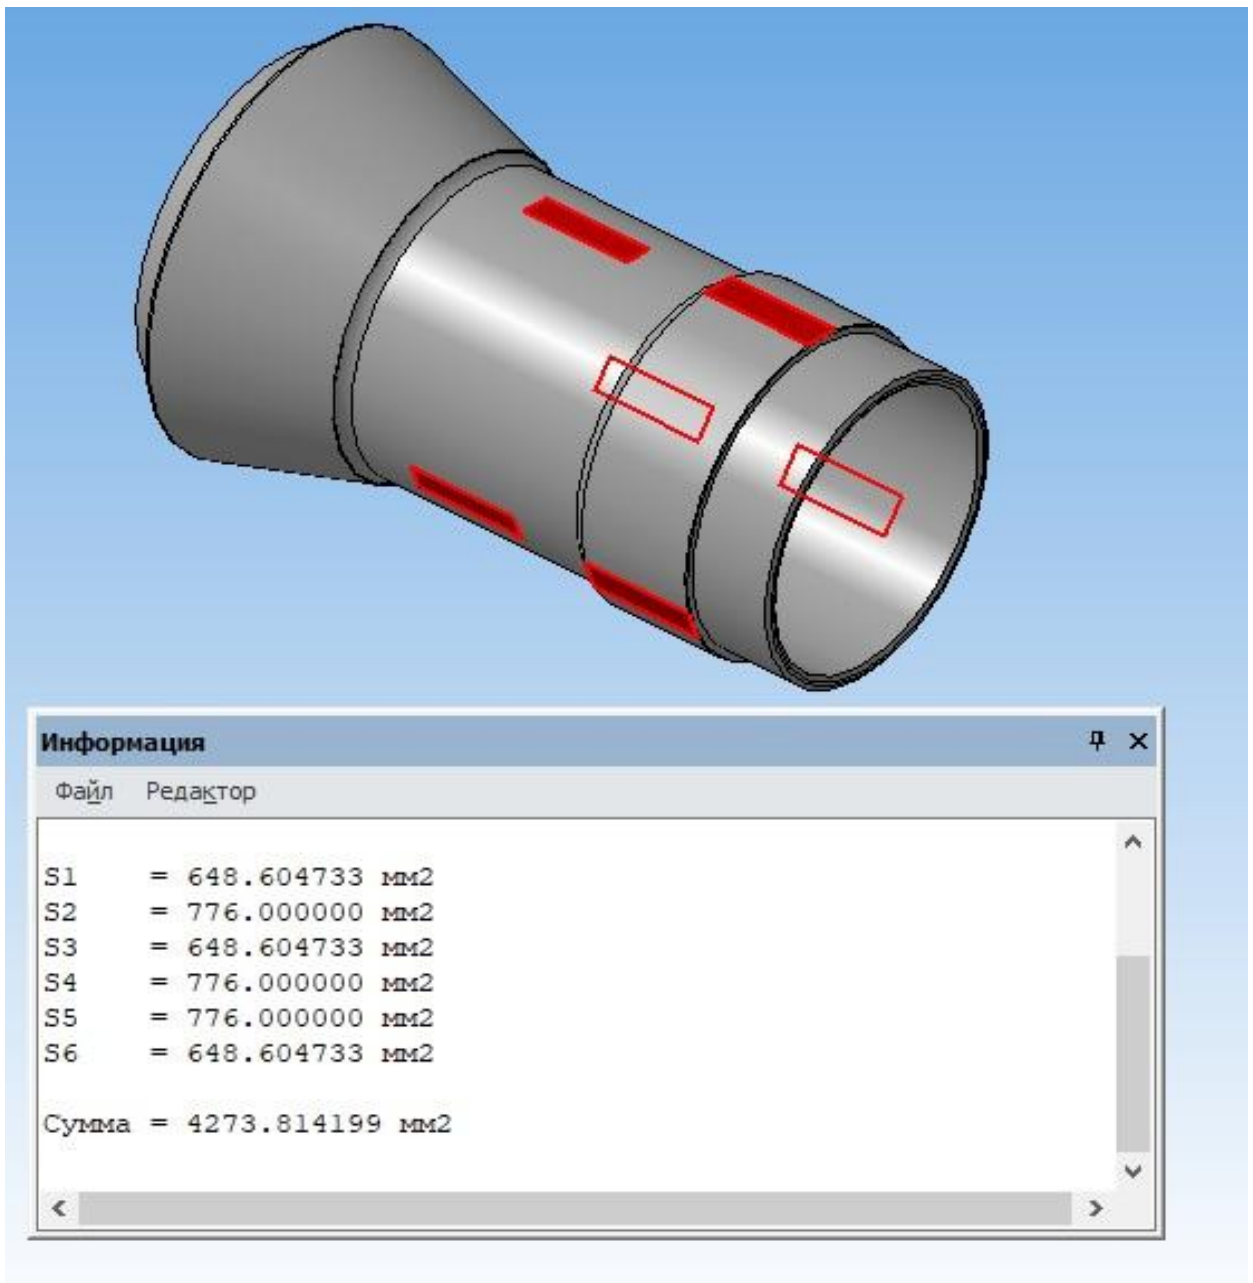 Информация
Файл Редактор
S1 = 648.604733 мм2
S2 = 776.000000 мм2
S3 = 648.604733 мм2
S4 = 776.000000 мм2
S5 = 776.000000 мм2
S6 = 648.604733 мм2
Сумма = 4273.814199 мм2